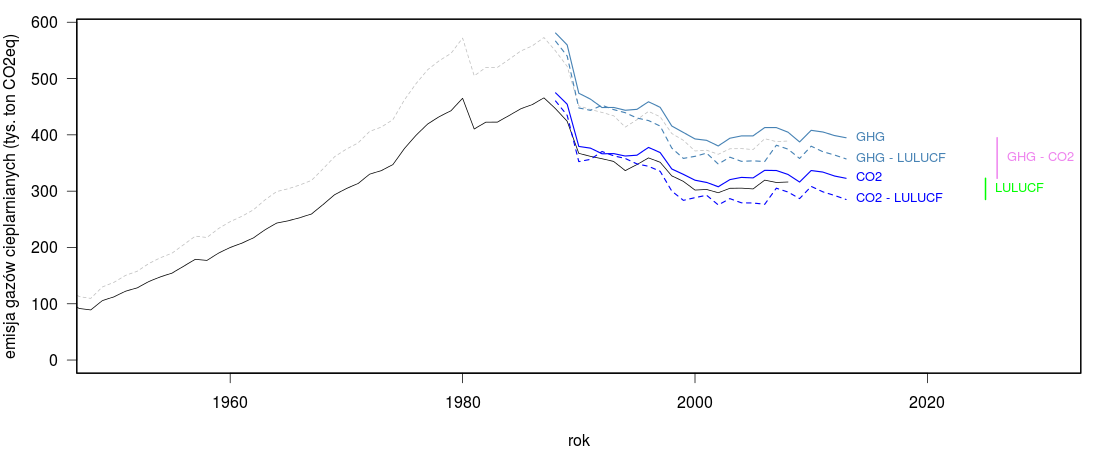 emisja gazów cieplarnianych (tys. ton CO2eq)
600
500
400
300
200
100
0
GHG
GHG - LULUCF
CO2
CO2 - LULUCF
GHG - CO2
LULUCF
1960
1980
2000
2020
rok